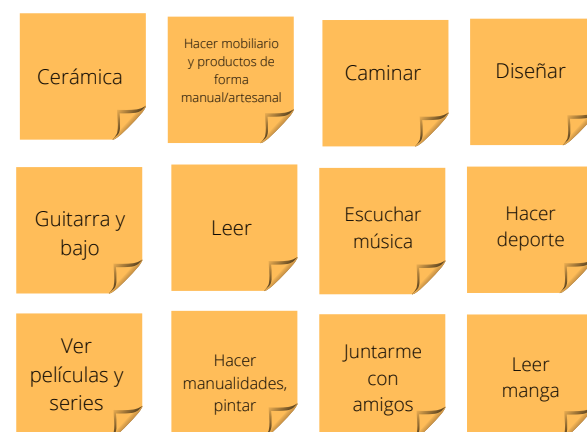 Cerámica
Hacer mobiliario
y productos de
forma
manual/artesanal
Caminar
Diseñar
Guitarra y
bajo
Leer
Escuchar
música
Hacer
deporte
Ver
películas y
series
Hacer
manualidades,
pintar
Juntarme
con
amigos
Leer
manga